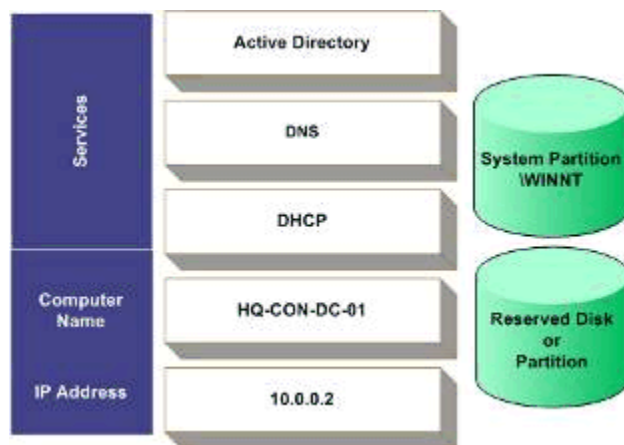 Services
Active Directory
DNS
DHCP
Computer
Name
HQ-CON-DC-01
IP Address
10.0.0.2
System Partition
\WINNT
Reserved Disk
or
Partition